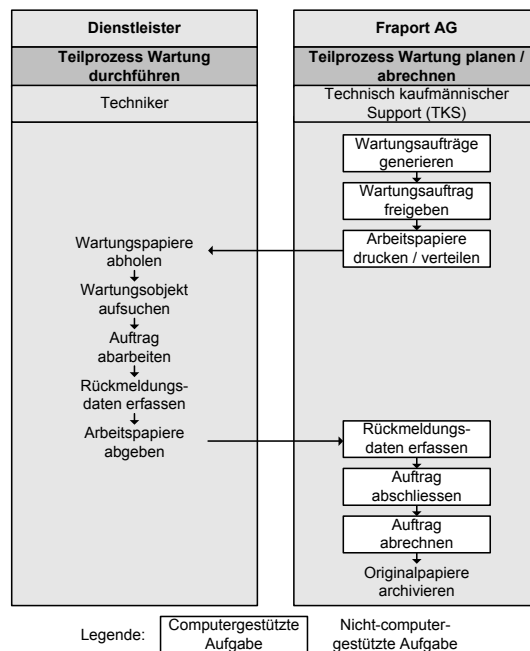 Dienstleister
Teilprozess Wartung
durchführen
Techniker
Wartungspapiere
abholen
Wartungsobjekt
aufsuchen
Auftrag
abarbeiten
Rückmeldungs-
daten erfassen
Arbeitspapiere
abgeben
Fraport AG
Teilprozess Wartung planen /
abrechnen
Technisch kaufmännischer
Support (TKS)
Wartungsaufträge
generieren
Wartungsauftrag
freigeben
Arbeitspapiere
drucken / verteilen
Rückmeldungs-
daten erfassen
Auftrag
abschliessen
Auftrag
abrechnen
Originalpapiere
archivieren
Legende:
Computergestützte
Aufgabe
Nicht-computer-
gestützte Aufgabe